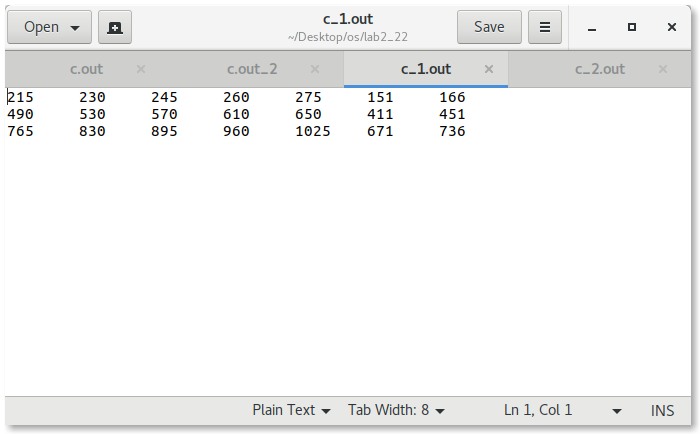 Open
c_1.out
~/Desktop/os/lab2_22
Save
c.out
c.out_2
c_1.out
c_2.out
215 230 245 260 275 151 166
490 530 570 610 650 411 451
765 830 895 960 1025 671 736
Plain Text Tab Width: 8 Ln 1, Col 1 INS